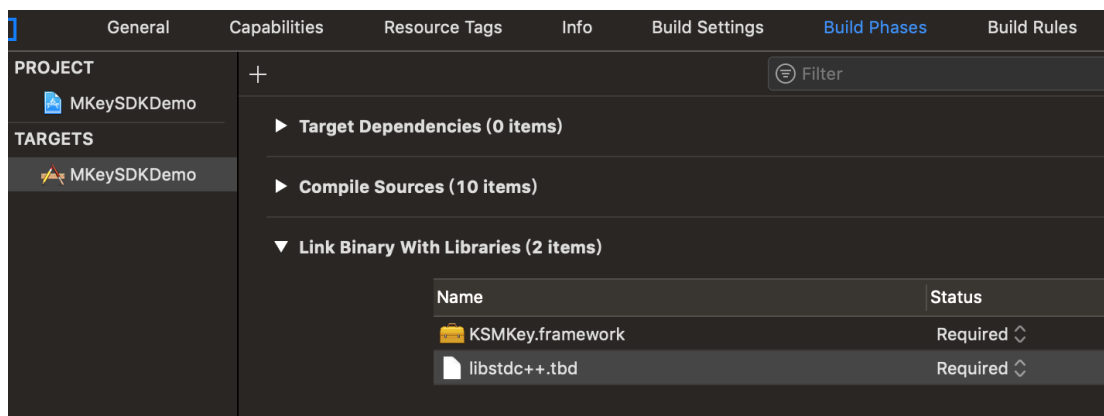 General Capabilities Resource Tags Info Build Settings Build Phases Build Rules
PROJECT
MKeySDKDemo
TARGETS
MKeySDKDemo
+ Filter
Target Dependencies (0 items)
Compile Sources (10 items)
Link Binary With Libraries (2 items)
Name Status
KSMKey.framework Required
libstdc++.tbd Required